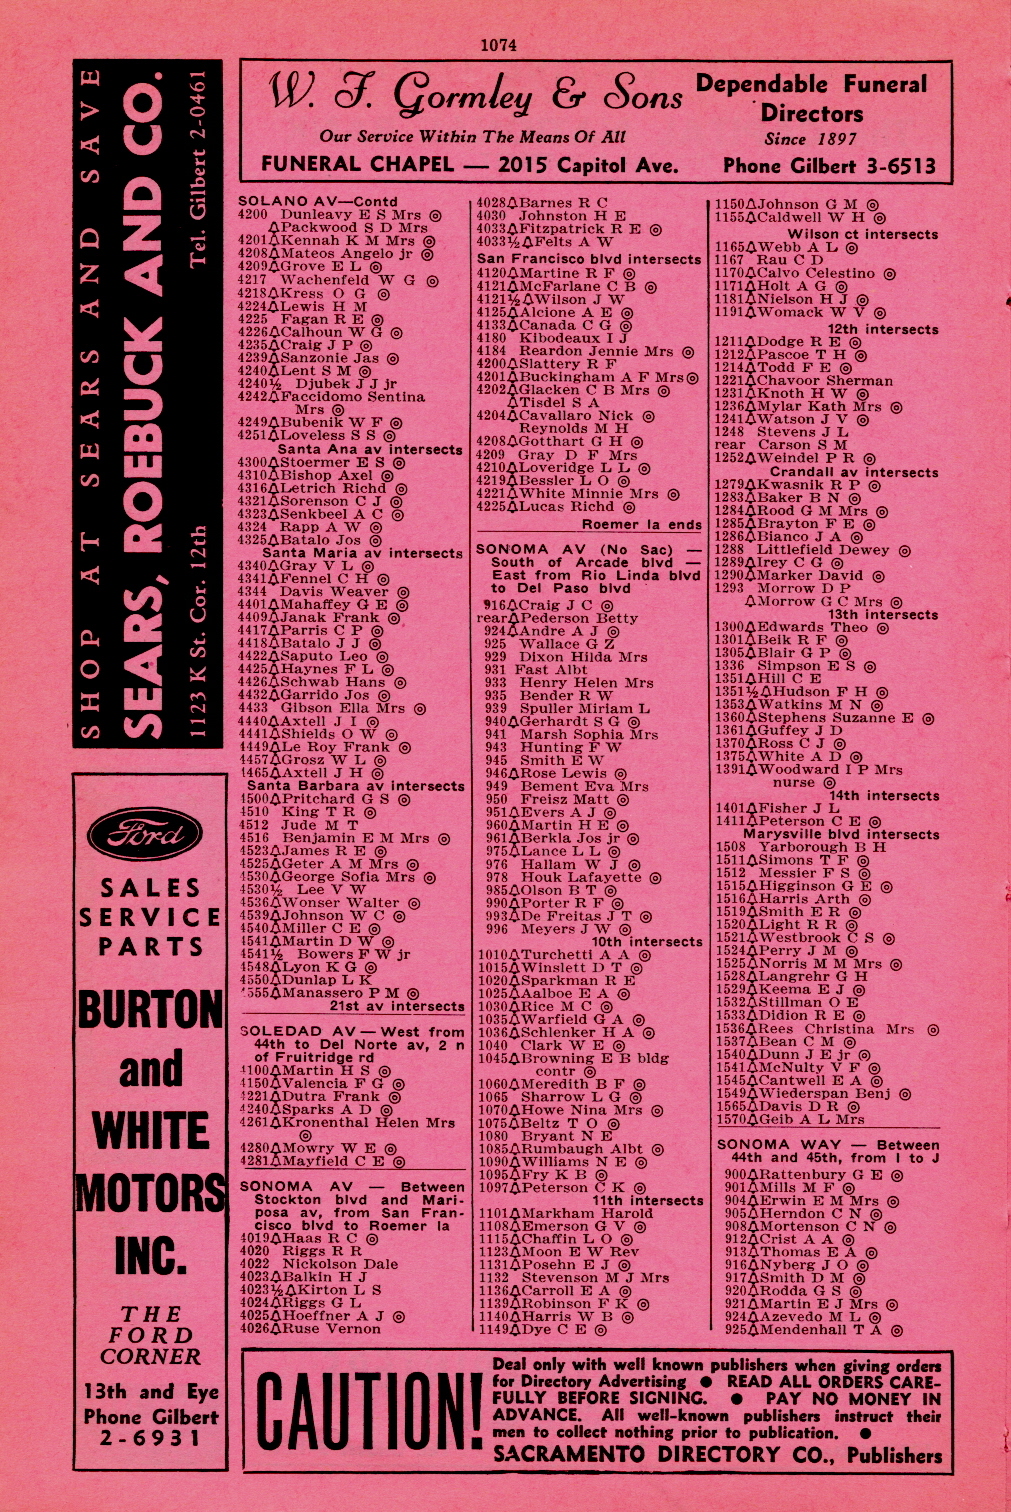 1074
SHOP AT SEARS AND SAVE
SEARS, ROEBUCK AND CO.
1123 K St. Cor. 12th Tel. Gilbert 2-0461
Ford
SALES
SERVICE
PARTS
BURTON
and
WHITE
MOTORS
INC.
THE
FORD
CORNER
13th and Eye
Phone Gilbert
2-6931
W. F. Gormley & Sons
Our Service Within The Means Of All
FUNERAL CHAPEL — 2015 Capitol Ave.
Dependable Funeral
Directors
Since 1897
Phone Gilbert 3-6513
SOLANO AV—Contd
4200 Dunleavy E S Mrs ◎
△Packwood S D Mrs
4201△Kennah K M Mrs ◎
4208△Mateos Angelo jr ◎
4209△Grove E L ◎
4217 Wachenfeld W G ◎
4218△Kress O G ◎
4224△Lewis H M
4225 Fagan R E ◎
4226△Calhoun W G ◎
4235△Craig J P ◎
4239△Sanzonie Jas ◎
4240△Lent S M ◎
4240½ Djubek J J jr
4242△Faccidomo Sentina
Mrs ◎
4249△Bubenik W F ◎
4251△Loveless S S ◎
Santa Ana av intersects
4300△Stoermer E S ◎
4310△Bishop Axel ◎
4316△Letrich Richd ◎
4321△Sorenson C J ◎
4323△Senkbeel A C ◎
4324 Rapp A W ◎
4325△Batalo Jos ◎
Santa Maria av intersects
4340△Gray V L ◎
4341△Fennel C H ◎
4344 Davis Weaver ◎
4401△Mahaffey G E ◎
4409△Janak Frank ◎
4417△Parris C P ◎
4418△Batalo J J ◎
4422△Saputo Leo ◎
4425△Haynes F L ◎
4426△Schwab Hans ◎
4432△Garrido Jos ◎
4433 Gibson Ella Mrs ◎
4440△Axtell J I ◎
4441△Shields O W ◎
4449△Le Roy Frank ◎
4457△Grosz W L ◎
4465△Axtell J H ◎
Santa Barbara av intersects
4500△Pritchard G S ◎
4510 King T R ◎
4512 Jude M T
4516 Benjamin E M Mrs ◎
4523△James R E ◎
4525△Geter A M Mrs ◎
4530△George Sofia Mrs ◎
4530½ Lee V W
4536△Wonser Walter ◎
4539△Johnson W C ◎
4540△Miller C E ◎
4541△Martin D W ◎
4541½ Bowers F W jr
4548△Lyon K G ◎
4550△Dunlap L K
4555△Manassero P M ◎
21st av intersects
SOLEDAD AV — West from
44th to Del Norte av, 2 n
of Fruitridge rd
4100△Martin H S ◎
4150△Valencia F G ◎
4221△Dutra Frank ◎
4240△Sparks A D ◎
4261△Kronenthal Helen Mrs
◎
4280△Mowry W E ◎
4281△Mayfield C E ◎
SONOMA AV — Between
Stockton blvd and Mari-
posa av, from San Fran-
cisco blvd to Roemer la
4019△Haas R C ◎
4020 Riggs R R
4022 Nickolson Dale
4023△Balkin H J
4023½△Kirton L S
4024△Riggs G L
4025△Hoeffner A J ◎
4026△Ruse Vernon
4028△Barnes R C
4030 Johnston H E
4033△Fitzpatrick R E ◎
4033½△Felts A W
San Francisco blvd intersects
4120△Martine R F ◎
4121△McFarlane C B ◎
4121½△Wilson J W
4125△Alcione A E ◎
4133△Canada C G ◎
4180 Kibodeaux I J
4184 Reardon Jennie Mrs ◎
4200△Slattery R F
4201△Buckingham A F Mrs◎
4202△Glacken C B Mrs ◎
△Tisdel S A
4204△Cavallaro Nick ◎
Reynolds M H
4208△Gotthart G H ◎
4209 Gray D F Mrs
4210△Loveridge L L ◎
4219△Bessler L O ◎
4221△White Minnie Mrs ◎
4225△Lucas Richd ◎
Roemer la ends
SONOMA AV (No Sac) —
South of Arcade blvd —
East from Rio Linda blvd
to Del Paso blvd
916△Craig J C ◎
rear△Pederson Betty
924△Andre A J ◎
925 Wallace G Z
929 Dixon Hilda Mrs
931 Fast Albt
933 Henry Helen Mrs
935 Bender R W
939 Spuller Miriam L
940△Gerhardt S G ◎
941 Marsh Sophia Mrs
943 Hunting F W
945 Smith E W
946△Rose Lewis ◎
949 Bement Eva Mrs
950 Freisz Matt ◎
951△Evers A J ◎
960△Martin H E ◎
961△Berkla Jos jr ◎
975△Lance L L ◎
976 Hallam W J ◎
978 Houk Lafayette ◎
985△Olson B T ◎
990△Porter R F ◎
993△De Freitas J T ◎
996 Meyers J W ◎
10th intersects
1010△Turchetti A A ◎
1015△Winslett D T ◎
1020△Sparkman R E
1025△Aalboe E A ◎
1030△Rice M C ◎
1035△Warfield G A ◎
1036△Schlenker H A ◎
1040 Clark W E ◎
1045△Browning E B bldg
contr ◎
1060△Meredith B F ◎
1065 Sharrow L G ◎
1070△Howe Nina Mrs ◎
1075△Beltz T O ◎
1080 Bryant N E
1085△Rumbaugh Albt ◎
1090△Williams N E ◎
1095△Fry K B ◎
1097△Peterson C K ◎
11th intersects
1101△Markham Harold
1108△Emerson G V ◎
1115△Chaffin L O ◎
1123△Moon E W Rev
1131△Posehn E J ◎
1132 Stevenson M J Mrs
1136△Carroll E A ◎
1139△Robinson F K ◎
1140△Harris W B ◎
1149△Dye C E ◎
1150△Johnson G M ◎
1155△Caldwell W H ◎
Wilson ct intersects
1165△Webb A L ◎
1167 Rau C D
1170△Calvo Celestino ◎
1171△Holt A G ◎
1181△Nielson H J ◎
1191△Womack W V ◎
12th intersects
1211△Dodge R E ◎
1212△Pascoe T H ◎
1214△Todd F E ◎
1221△Chavoor Sherman
1231△Knoth H W ◎
1236△Mylar Kath Mrs ◎
1241△Watson J V ◎
1248 Stevens J L
rear Carson S M
1252△Weindel P R ◎
Crandall av intersects
1279△Kwasnik R P ◎
1283△Baker B N ◎
1284△Rood G M Mrs ◎
1285△Brayton F E ◎
1286△Bianco J A ◎
1288 Littlefield Dewey ◎
1289△Irey C G ◎
1290△Marker David ◎
1293 Morrow D P
△Morrow G C Mrs ◎
13th intersects
1300△Edwards Theo ◎
1301△Beik R F ◎
1305△Blair G P ◎
1336 Simpson E S ◎
1351△Hill C E
1351½△Hudson F H ◎
1353△Watkins M N ◎
1360△Stephens Suzanne E ◎
1361△Guffey J D
1370△Ross C J ◎
1375△White A D ◎
1391△Woodward I P Mrs
nurse ◎
14th intersects
1401△Fisher J L
1411△Peterson C E ◎
Marysville blvd intersects
1508 Yarborough B H
1511△Simons T F ◎
1512 Messier F S ◎
1515△Higginson G E ◎
1516△Harris Arth ◎
1519△Smith E R ◎
1520△Light R R ◎
1521△Westbrook C S ◎
1524△Perry J M ◎
1525△Norris M M Mrs ◎
1528△Langrehr G H
1529△Keema E J ◎
1532△Stillman O E
1533△Didion R E ◎
1536△Rees Christina Mrs ◎
1537△Bean C M ◎
1540△Dunn J E jr ◎
1541△McNulty V F ◎
1545△Cantwell E A ◎
1549△Wiederspan Benj ◎
1565△Davis D R ◎
1570△Geib A L Mrs
SONOMA WAY — Between
44th and 45th, from I to J
900△Rattenbury G E ◎
901△Mills M F ◎
904△Erwin E M Mrs ◎
905△Herndon C N ◎
908△Mortenson C N ◎
912△Crist A A ◎
913△Thomas E A ◎
916△Nyberg J O ◎
917△Smith D M ◎
920△Rodda G S ◎
921△Martin E J Mrs ◎
924△Azevedo M L ◎
925△Mendenhall T A ◎
CAUTION!
Deal only with well known publishers when giving orders
for Directory Advertising ● READ ALL ORDERS CARE-
FULLY BEFORE SIGNING. ● PAY NO MONEY IN
ADVANCE. All well-known publishers instruct their
men to collect nothing prior to publication. ●
SACRAMENTO DIRECTORY CO., Publishers